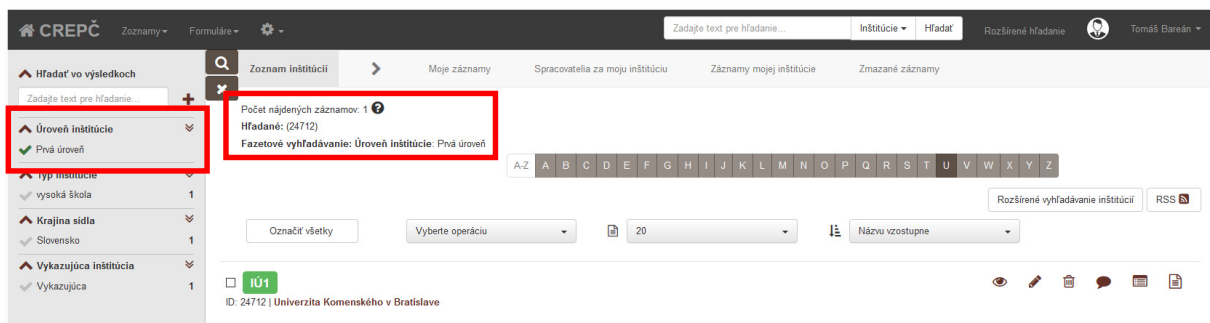 CREPČ Zoznamy Formuláre Zadajte text pre hľadanie... Inštitúcie Hľadať Rozšírené hľadanie Tomáš Bareán
Hľadať vo výsledkoch
Zadajte text pre hľadanie...
Úroveň inštitúcie
Prvá úroveň
Typ inštitúcie
vysoká škola 1
Krajina sídla
Slovensko 1
Vykazujúca inštitúcia
Vykazujúca 1
Zoznam inštitúcií Moje záznamy Spracovatelia za moju inštitúciu Záznamy mojej inštitúcie Zmazané záznamy
Počet nájdených záznamov: 1
Hľadané: (24712)
Fazetové vyhľadávanie: Úroveň inštitúcie: Prvá úroveň
A-Z A B C D E F G H I J K L M N O P Q R S T U V W X Y Z
Rozšírené vyhľadávanie inštitúcií RSS
Označiť všetky Vyberte operáciu 20 Názvu vzostupne
IÚ1
ID: 24712 | Univerzita Komenského v Bratislave